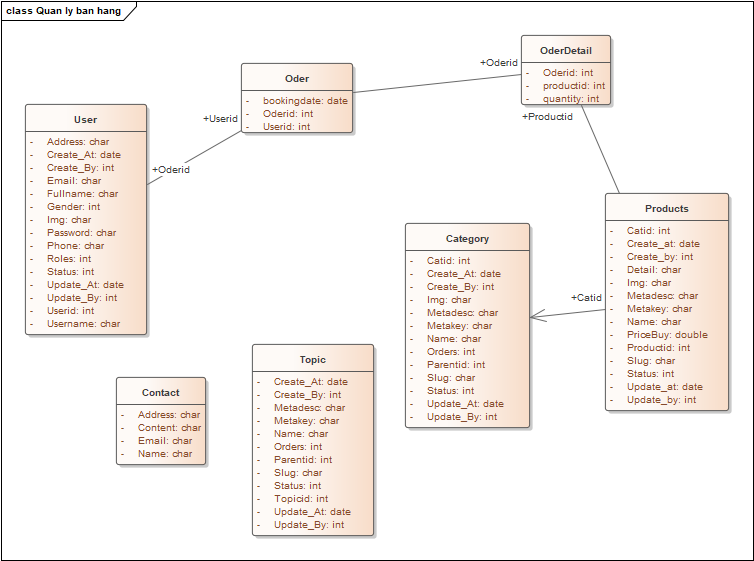 class Quan ly ban hang
User
- Address: char
- Create_At: date
- Create_By: int
- Email: char
- Fullname: char
- Gender: int
- Img: char
- Password: char
- Phone: char
- Roles: int
- Status: int
- Update_At: date
- Update_By: int
- Userid: int
- Username: char
+Oderid
+Userid
Oder
- bookingdate: date
- Oderid: int
- Userid: int
+Oderid
OderDetail
- Oderid: int
- productid: int
- quantity: int
+Productid
Products
- Catid: int
- Create_at: date
- Create_by: int
- Detail: char
- Img: char
- Metadesc: char
- Metakey: char
- Name: char
- PriceBuy: double
- Productid: int
- Slug: char
- Status: int
- Update_at: date
- Update_by: int
+Catid
Category
- Catid: int
- Create_At: date
- Create_By: int
- Img: char
- Metadesc: char
- Metakey: char
- Name: char
- Orders: int
- Parentid: int
- Slug: char
- Status: int
- Update_At: date
- Update_By: int
Topic
- Create_At: date
- Create_By: int
- Metadesc: char
- Metakey: char
- Name: char
- Orders: int
- Parentid: int
- Slug: char
- Status: int
- Topicid: int
- Update_At: date
- Update_By: int
Contact
- Address: char
- Content: char
- Email: char
- Name: char